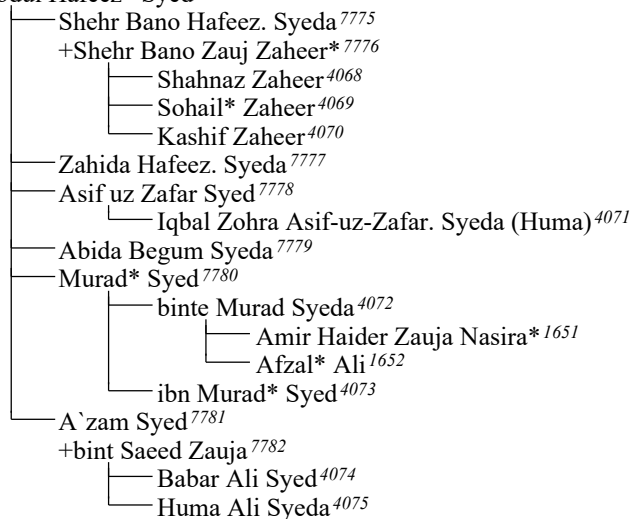 Shehr Bano Hafeez. Syeda 7775
+Shehr Bano Zauj Zaheer* 7776
Shahnaz Zaheer 4068
Sohail* Zaheer 4069
Kashif Zaheer 4070
Zahida Hafeez. Syeda 7777
Asif uz Zafar Syed 7778
Iqbal Zohra Asif-uz-Zafar. Syeda (Huma) 4071
Abida Begum Syeda 7779
Murad* Syed 7780
binte Murad Syeda 4072
Amir Haider Zauja Nasira* 1651
Afzal* Ali 1652
ibn Murad* Syed 4073
A`zam Syed 7781
+bint Saeed Zauja 7782
Babar Ali Syed 4074
Huma Ali Syeda 4075